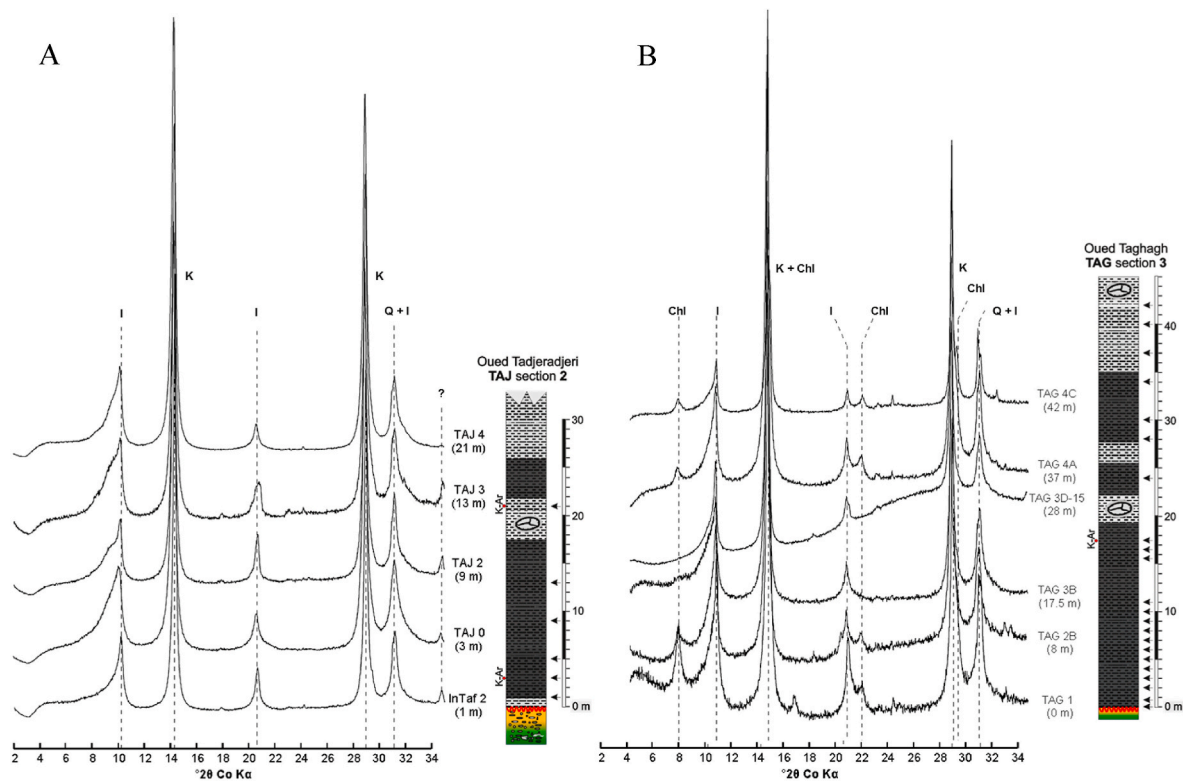 A
K
K
I
I
Q + I
?
TAJ 4
(21 m)
TAJ 3
(13 m)
TAJ 2
(9 m)
TAJ 0
(3 m)
InTaf 2
(1 m)
2 4 6 8 10 12 14 16 18 20 22 24 26 28 30 32 34
°2θ Co Kα
Oued Tadjeradjeri
TAJ section 2
30
20
10
0 m
K-Ar
K-Ar
B
K + Chl
K
Chl
Chl
I
I
Chl
Q + I
TAG 4C
(42 m)
TAG 4A
(37 m)
TAG 3D-15
(28 m)
TAG 3B
(17.5 m)
TAG 2B
(8 m)
TAG 1
(0 m)
2 4 6 8 10 12 14 16 18 20 22 24 26 28 30 32 34
°2θ Co Kα
Oued Taghagh
TAG section 3
40
30
20
10
0 m
K-Ar